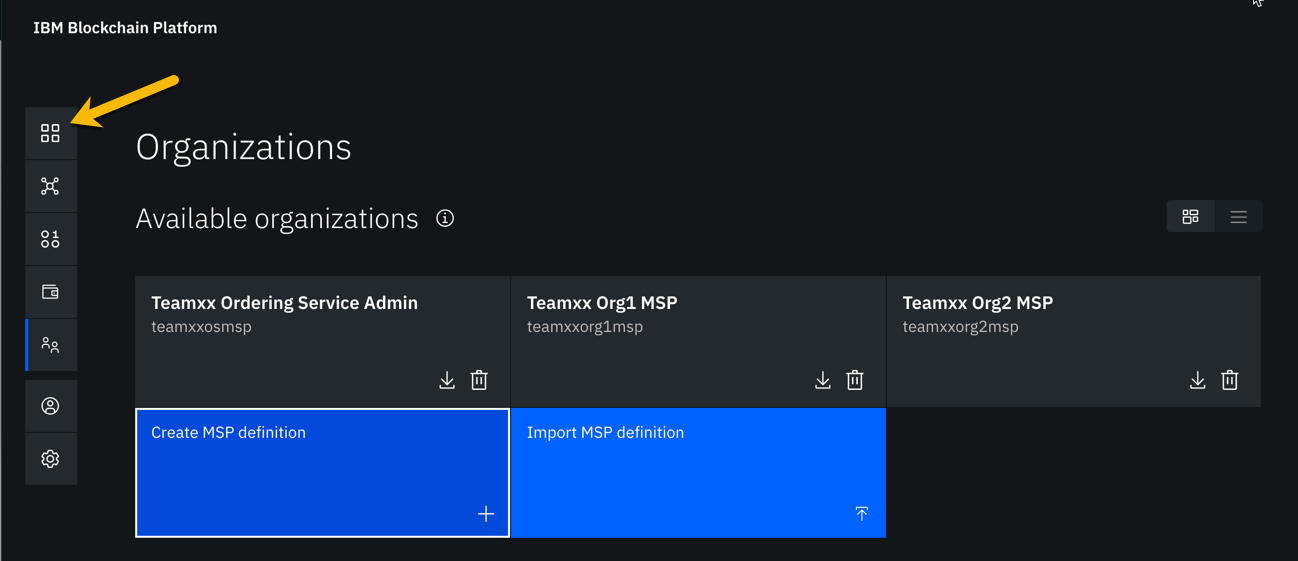 IBM Blockchain Platform
Organizations
Available organizations
Teamxx Ordering Service Admin
teamxxosmsp
Teamxx Org1 MSP
teamxxorg1msp
Teamxx Org2 MSP
teamxxorg2msp
Create MSP definition
Import MSP definition